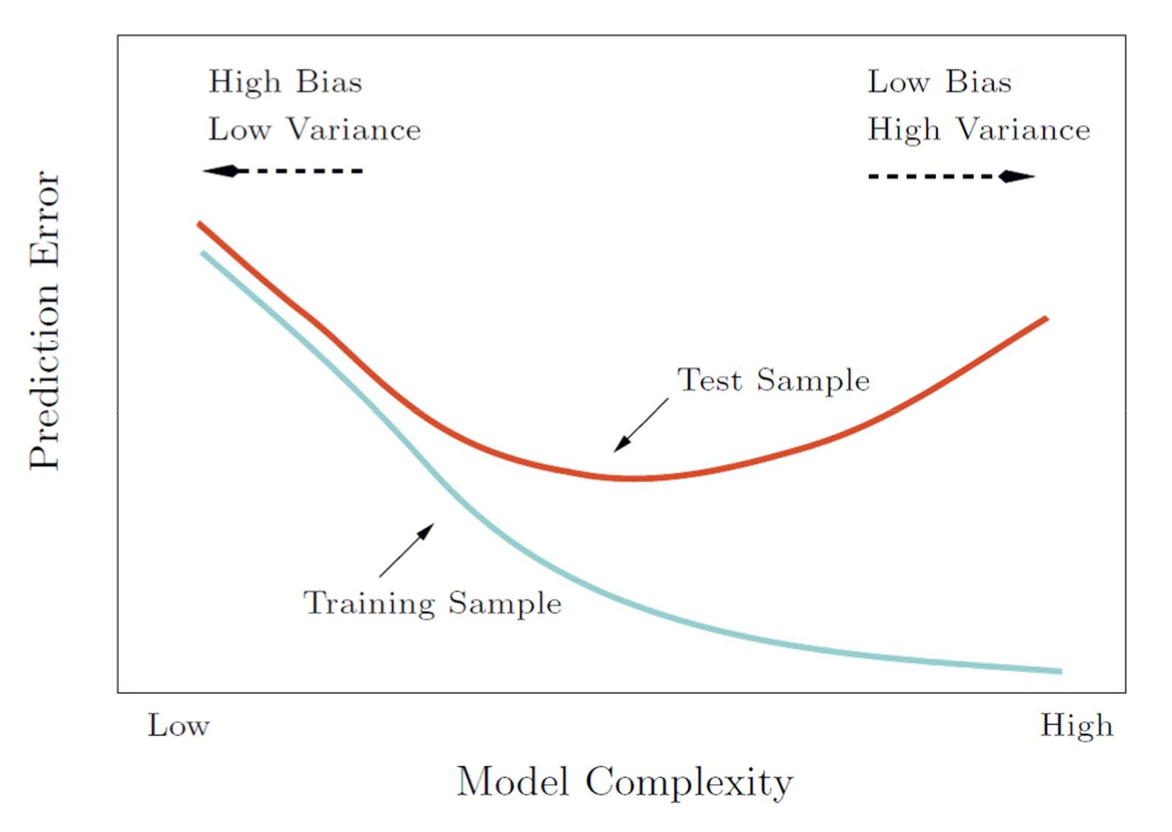 High Bias
Low Variance
Low Bias
High Variance
Prediction Error
Test Sample
Training Sample
Low
High
Model Complexity